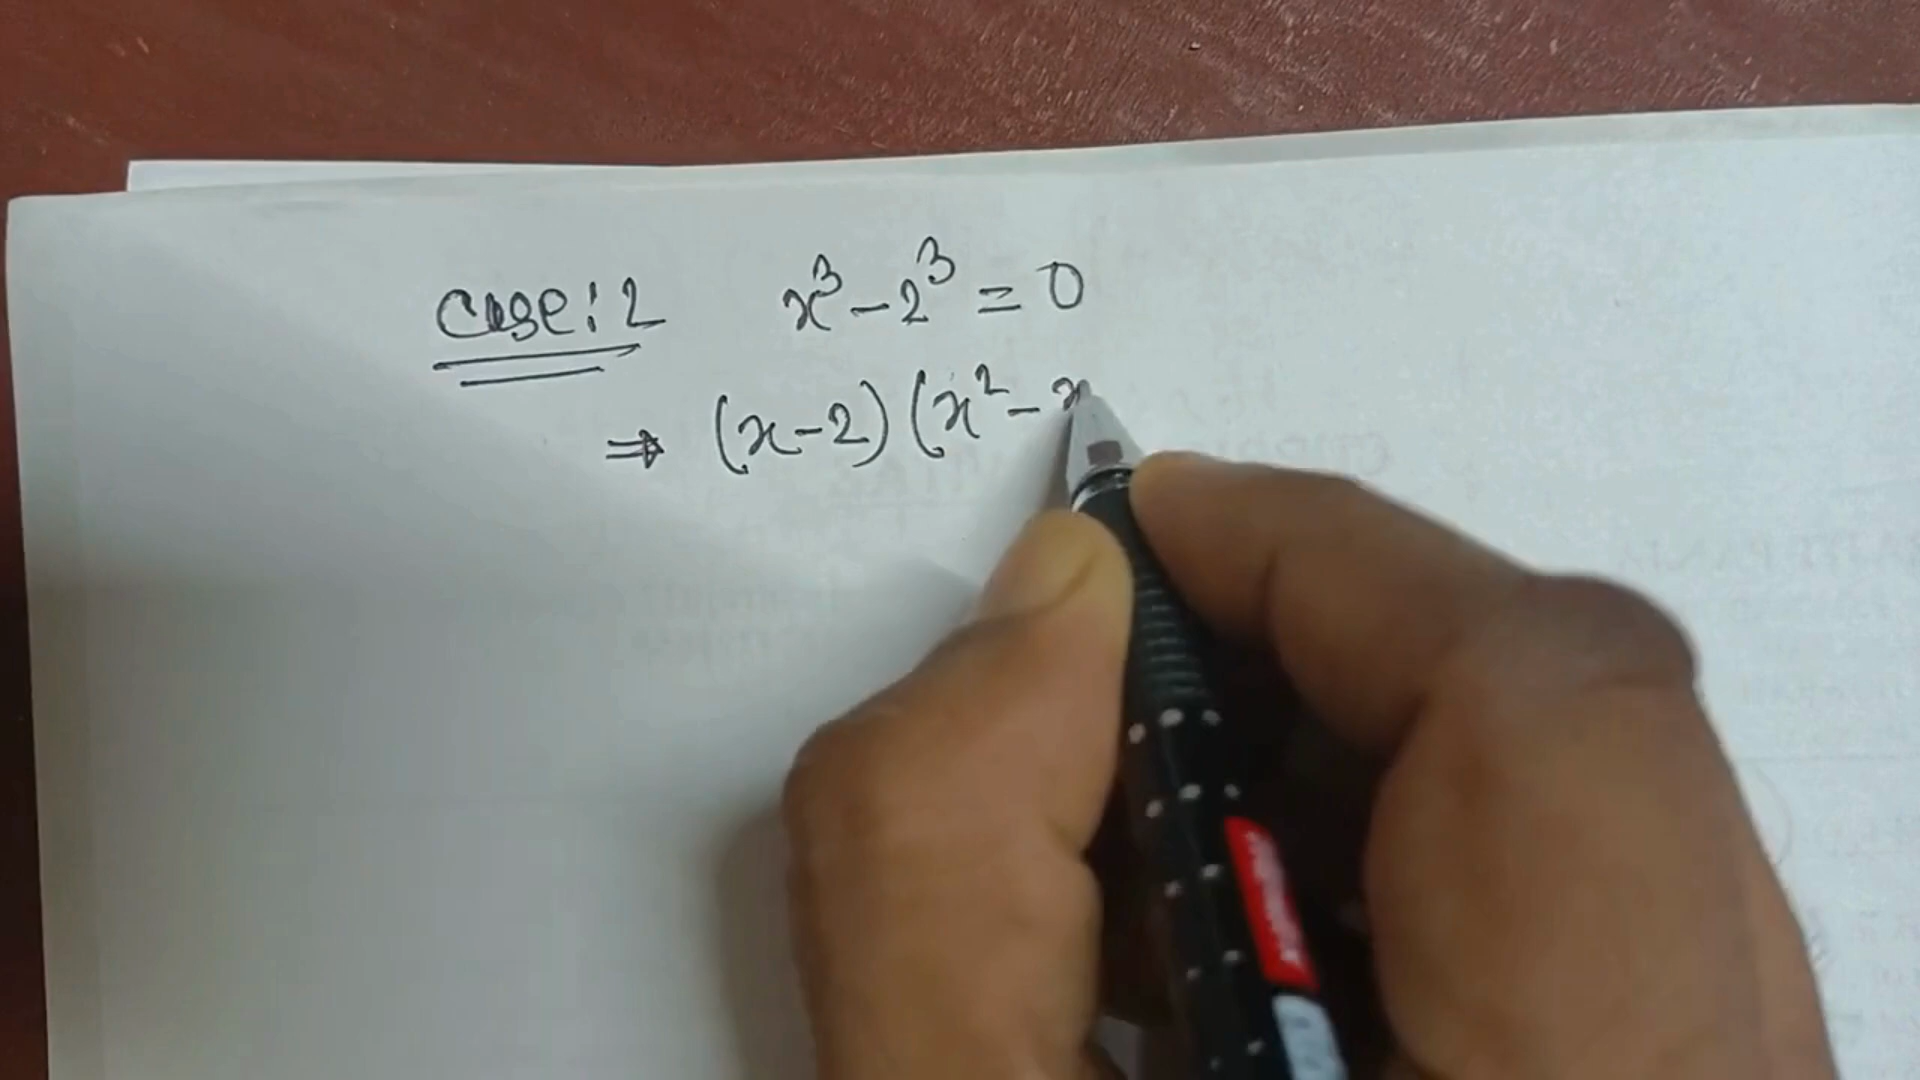 Case: 2 x³ - 2³ = 0
⇒ (x-2) (x² - x